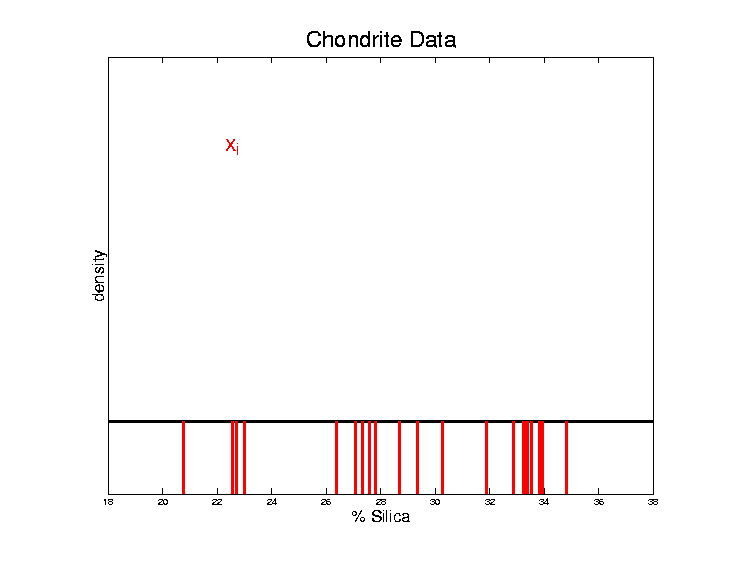 Chondrite Data
X_i
density
18 20 22 24 26 28 30 32 34 36 38
% Silica